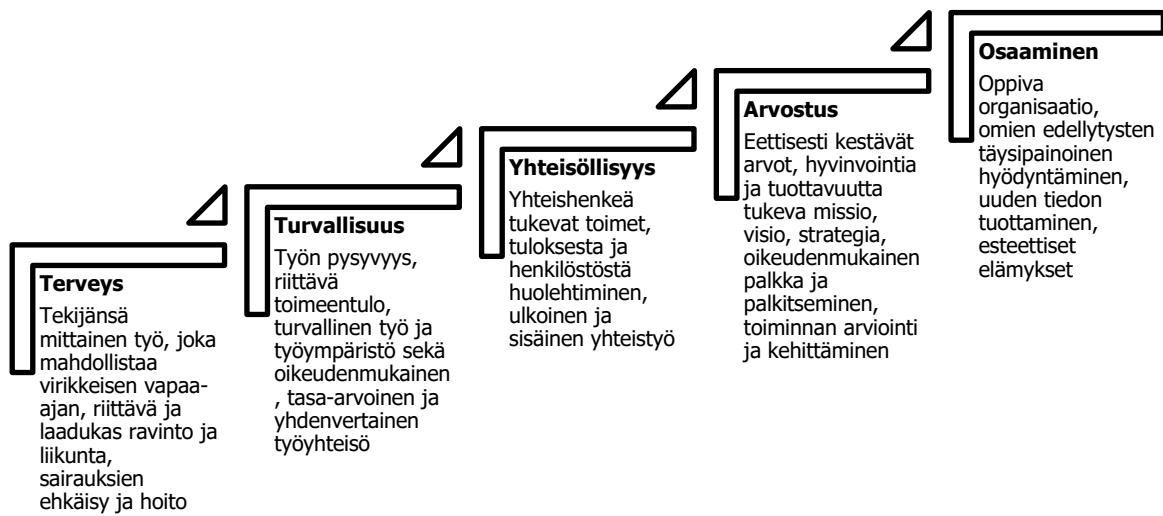 Terveys
Tekijänsä
mittainen työ, joka
mahdollistaa
virikkeisen vapaa-
ajan, riittävä ja
laadukas ravinto ja
liikunta,
sairauksien
ehkäisy ja hoito
Turvallisuus
Työn pysyvyys,
riittävä
toimeentulo,
turvallinen työ ja
työympäristö sekä
oikeudenmukainen
, tasa-arvoinen ja
yhdenvertainen
työyhteisö
Yhteisöllisyys
Yhteishenkeä
tukevat toimet,
tuloksesta ja
henkilöstöstä
huolehtiminen,
ulkoinen ja
sisäinen yhteistyö
Arvostus
Eettisesti kestävät
arvot, hyvinvointia
ja tuottavuutta
tukeva missio,
visio, strategia,
oikeudenmukainen
palkka ja
palkitseminen,
toiminnan arviointi
ja kehittäminen
Osaaminen
Oppiva
organisaatio,
omien edellytysten
täysipainoinen
hyödyntäminen,
uuden tiedon
tuottaminen,
esteettiset
elämykset